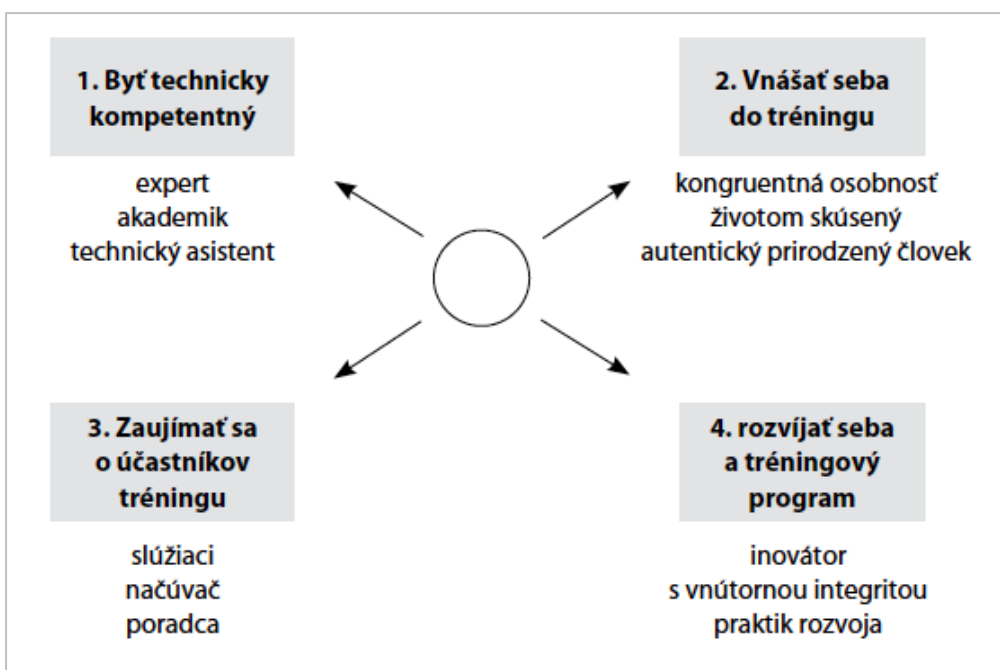 1. Byť technicky
kompetentný
expert
akademik
technický asistent
2. Vnášať seba
do tréningu
kongruentná osobnosť
životom skúsený
autentický prirodzený človek
3. Zaujímať sa
o účastníkov
tréningu
slúžiaci
načúvač
poradca
4. rozvíjať seba
a tréningový
program
inovátor
s vnútornou integritou
praktik rozvoja